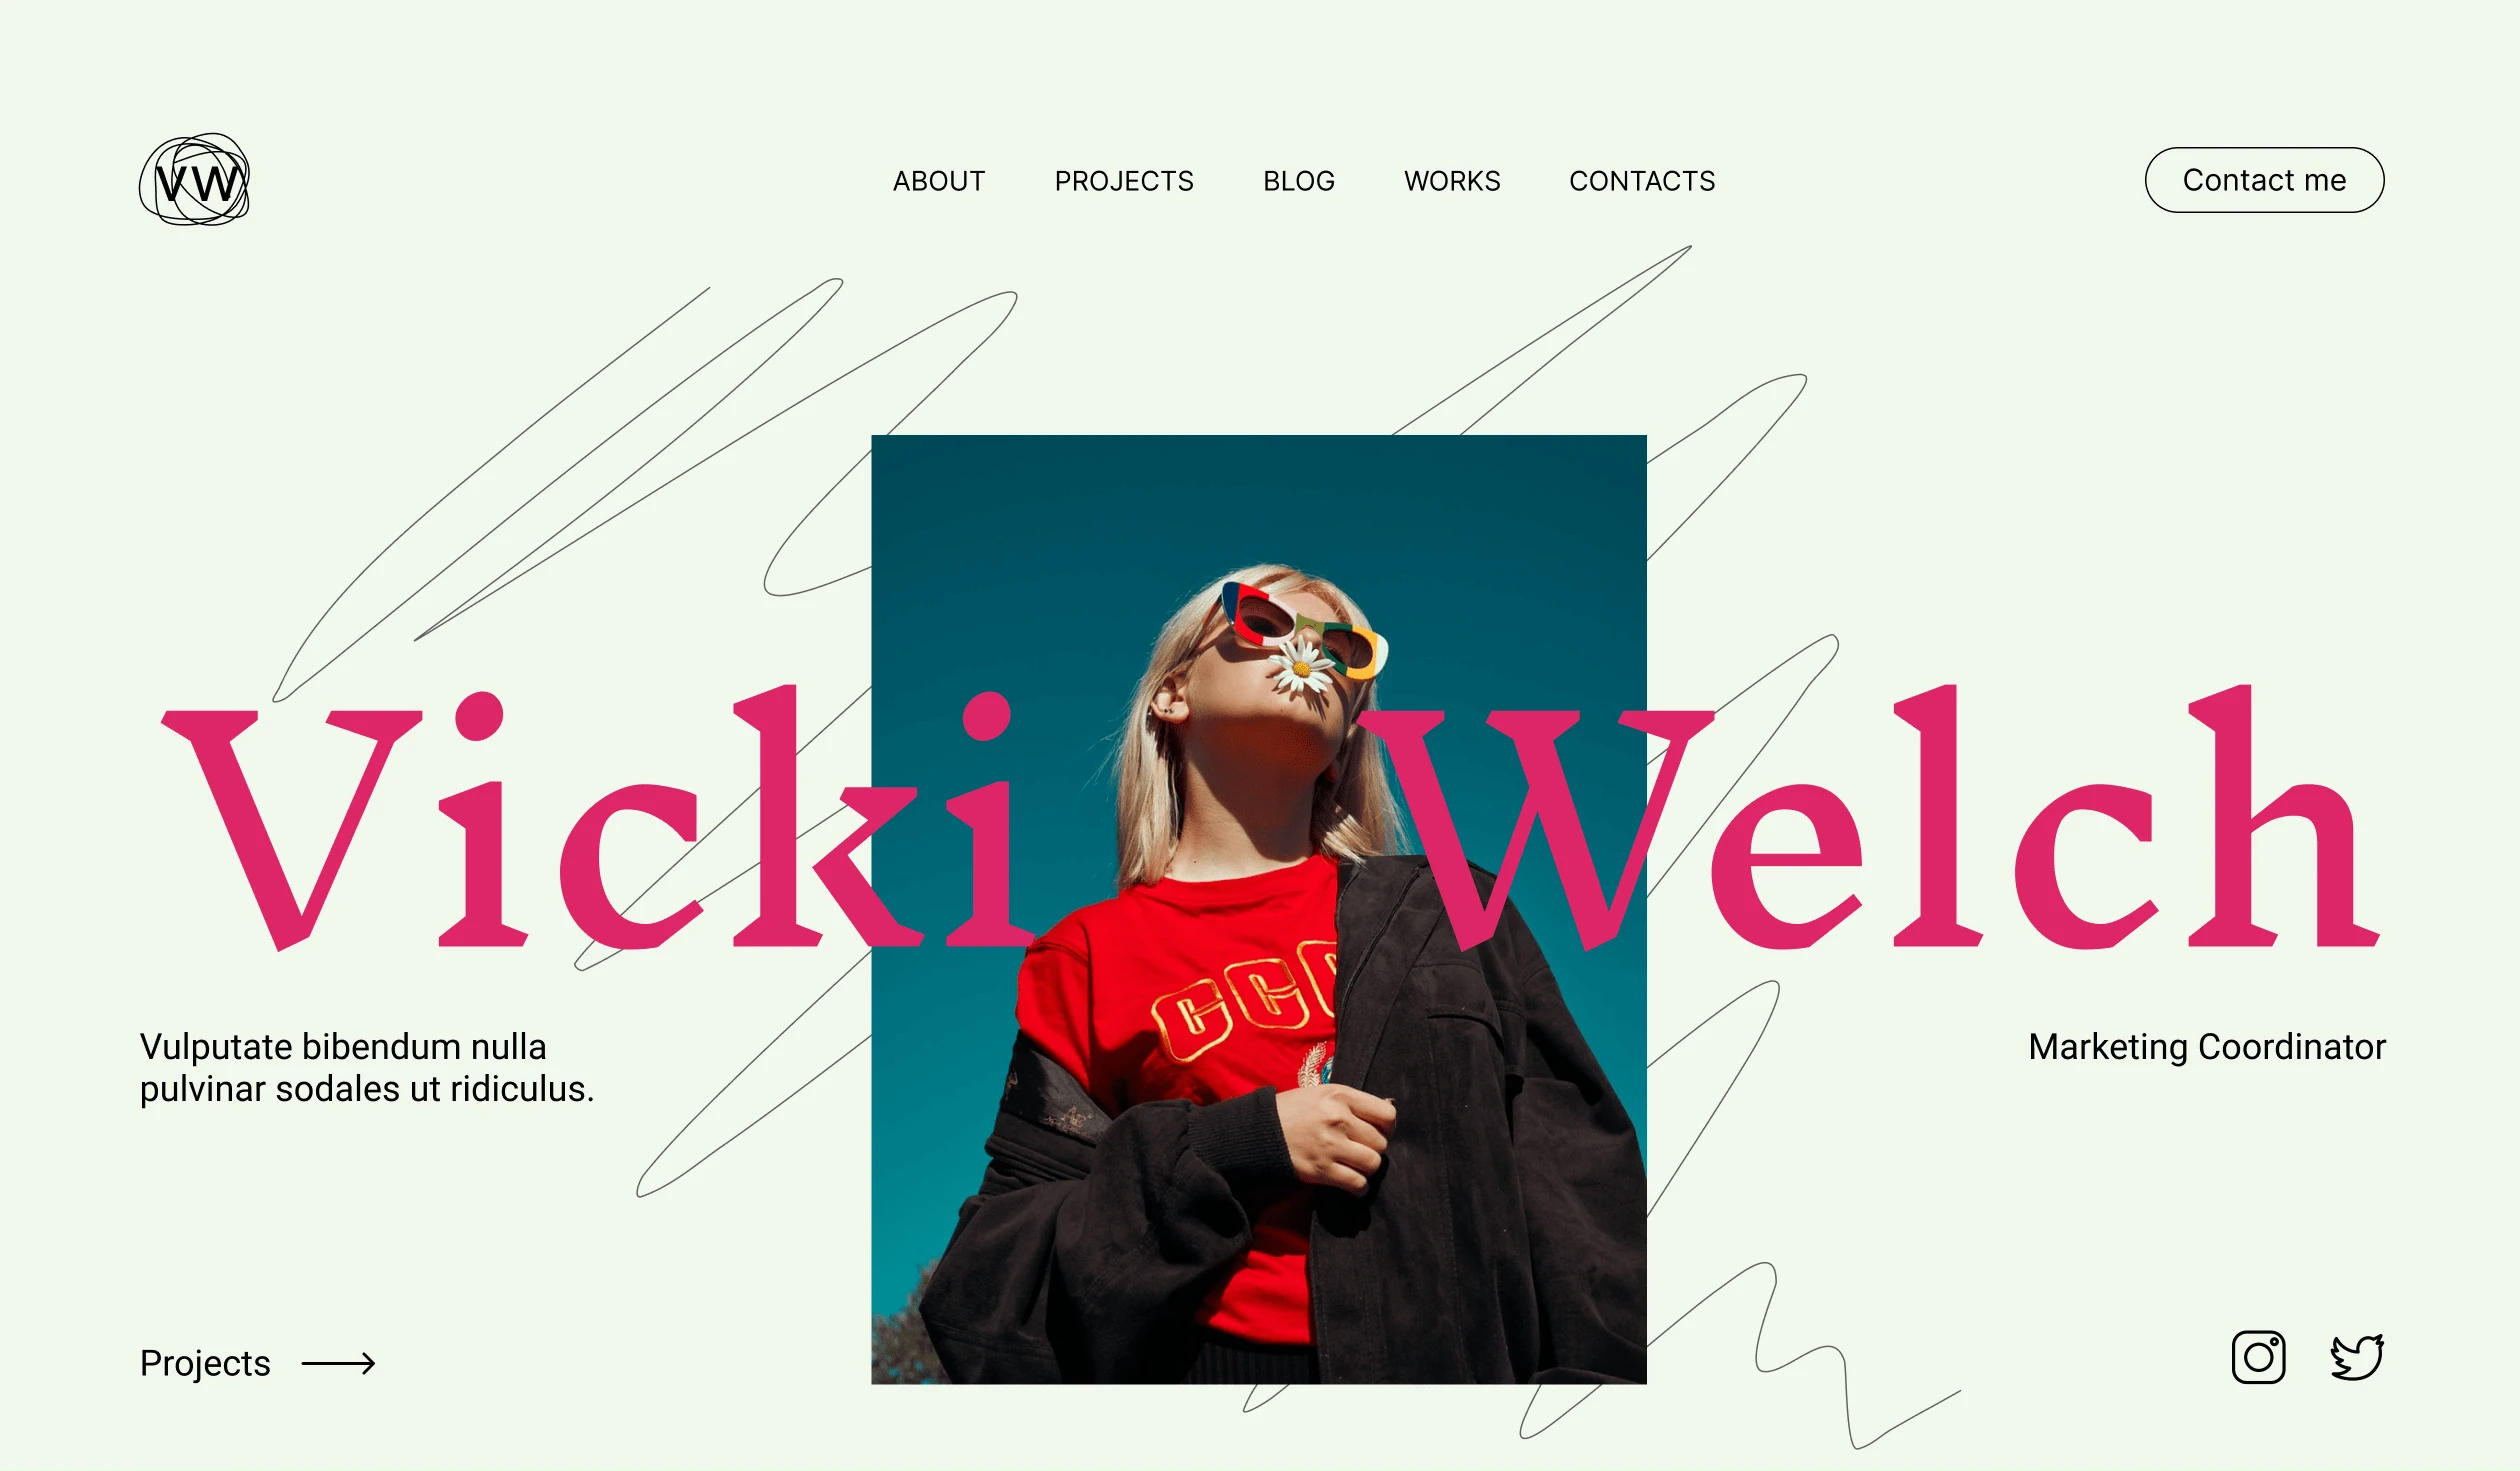 VW
ABOUT PROJECTS BLOG WORKS CONTACTS
Contact me
Vicki Welch
Vulputate bibendum nulla
pulvinar sodales ut ridiculus.
Marketing Coordinator
CCC
Projects